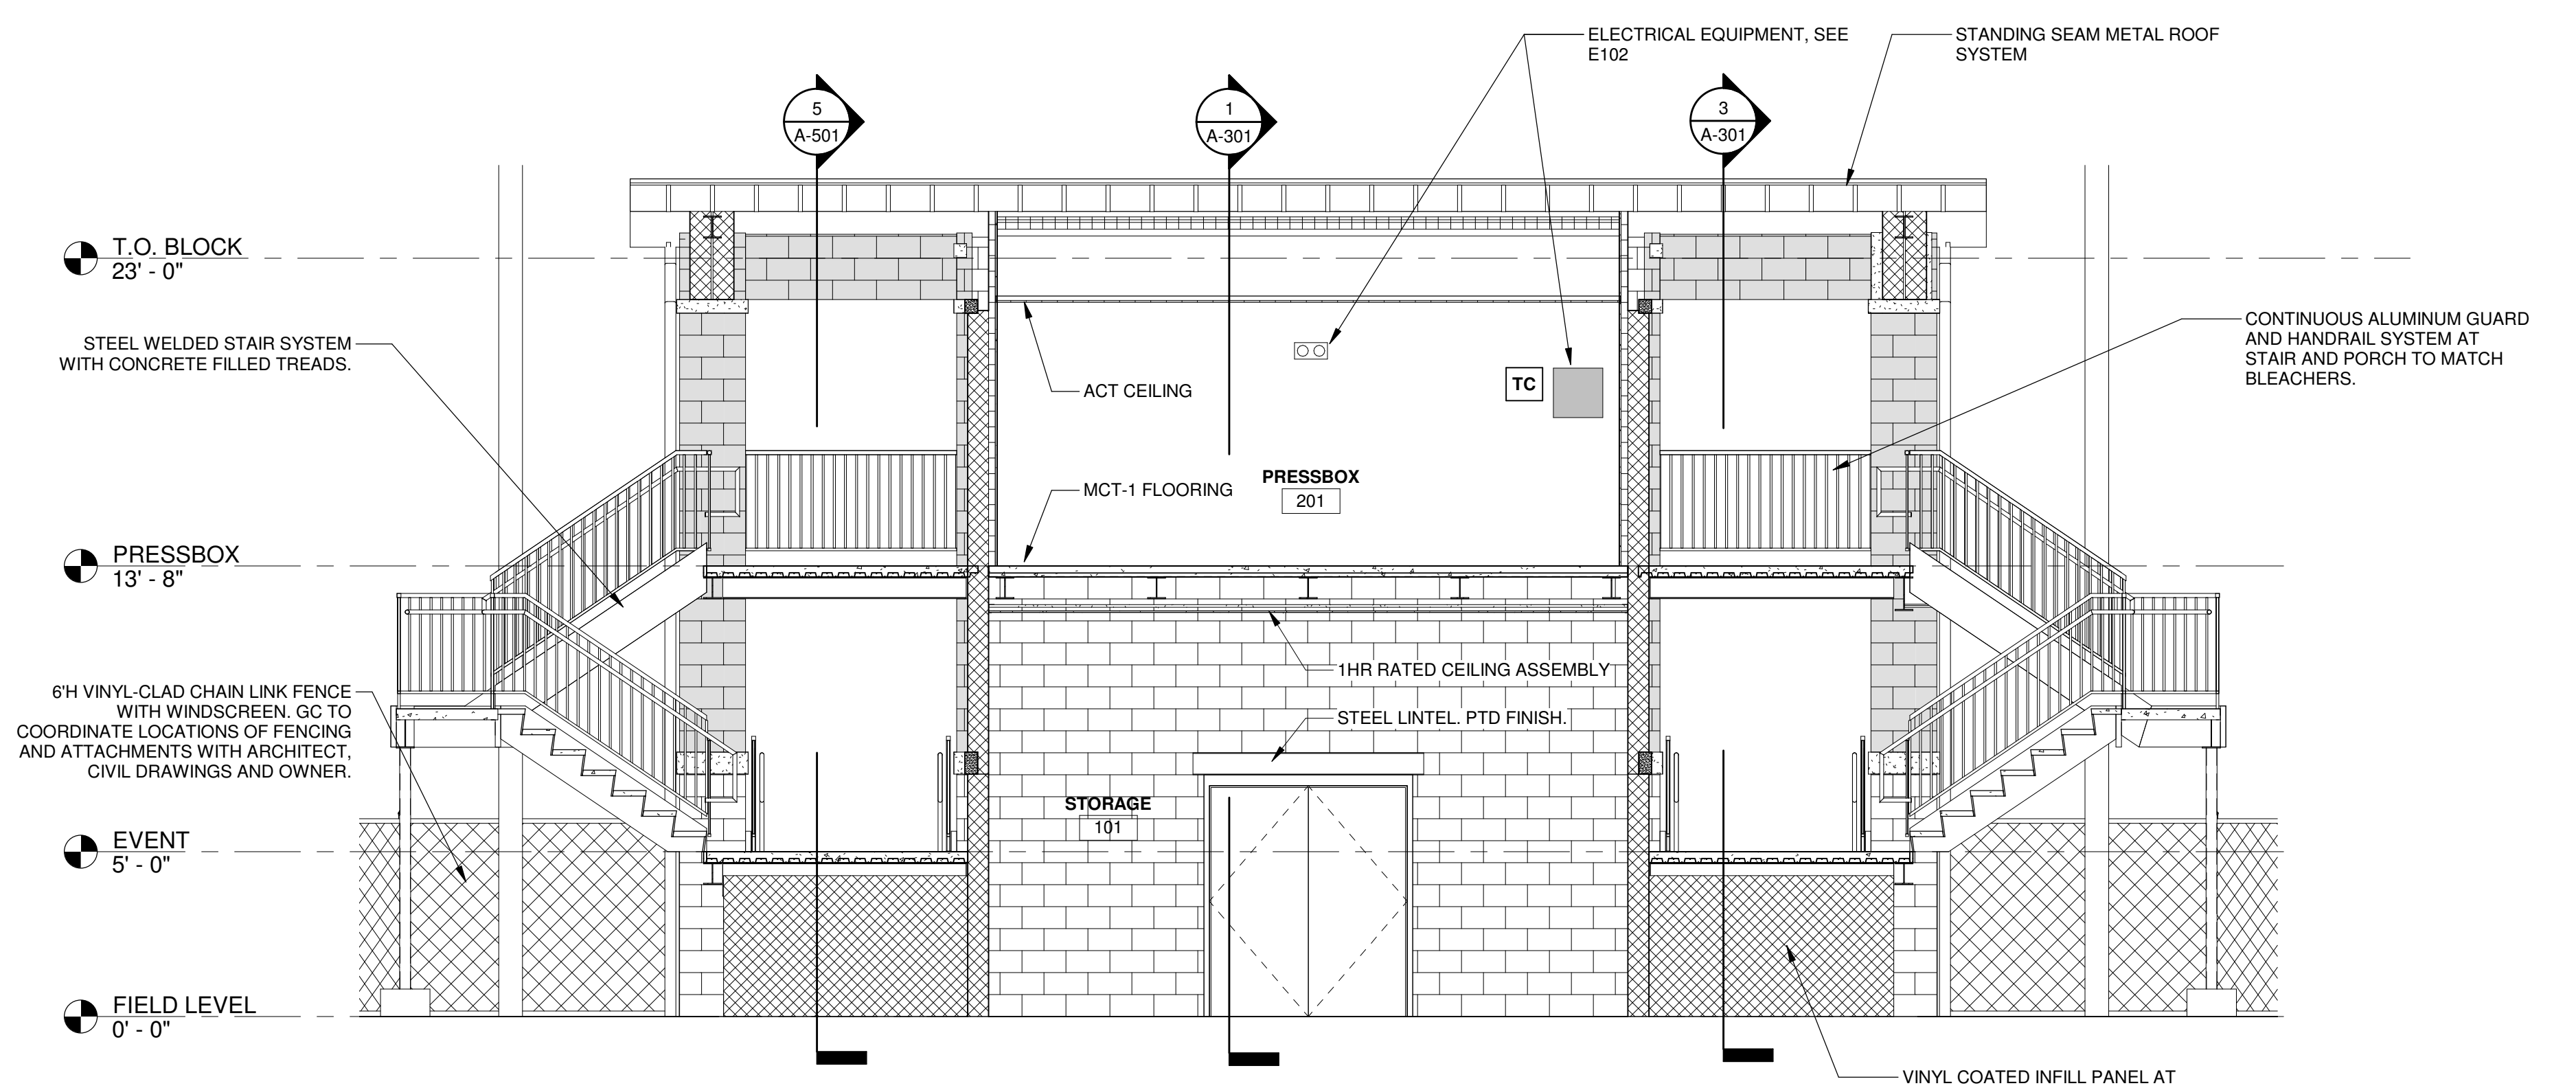 ELECTRICAL EQUIPMENT, SEE
E102
STANDING SEAM METAL ROOF
SYSTEM
5
A-501
1
A-301
3
A-301
T.O. BLOCK
23' - 0"
STEEL WELDED STAIR SYSTEM
WITH CONCRETE FILLED TREADS.
CONTINUOUS ALUMINUM GUARD
AND HANDRAIL SYSTEM AT
STAIR AND PORCH TO MATCH
BLEACHERS.
ACT CEILING
TC
MCT-1 FLOORING
PRESSBOX
201
PRESSBOX
13' - 8"
1HR RATED CEILING ASSEMBLY
STEEL LINTEL. PTD FINISH.
6'H VINYL-CLAD CHAIN LINK FENCE
WITH WINDSCREEN. GC TO
COORDINATE LOCATIONS OF FENCING
AND ATTACHMENTS WITH ARCHITECT,
CIVIL DRAWINGS AND OWNER.
STORAGE
101
EVENT
5' - 0"
FIELD LEVEL
0' - 0"
VINYL COATED INFILL PANEL AT